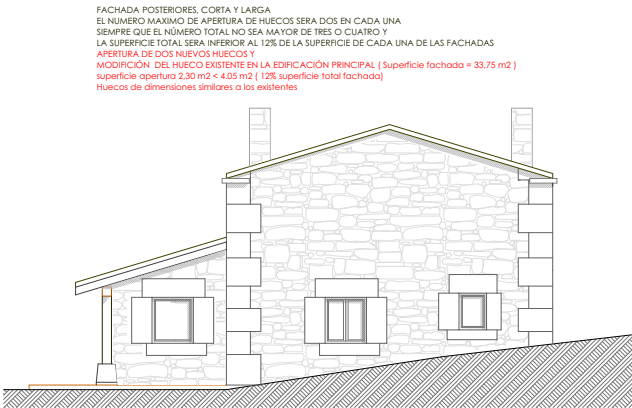 FACHADA POSTERIORES, CORTA Y LARGA
EL NUMERO MAXIMO DE APERTURA DE HUECOS SERA DOS EN CADA UNA
SIEMPRE QUE EL NÚMERO TOTAL NO SEA MAYOR DE TRES O CUATRO Y
LA SUPERFICIE TOTAL SERA INFERIOR AL 12% DE LA SUPERFICIE DE CADA UNA DE LAS FACHADAS
APERTURA DE DOS NUEVOS HUECOS Y
MODIFICIÓN DEL HUECO EXISTENTE EN LA EDIFICACIÓN PRINCIPAL ( Superficie fachada = 33,75 m2 )
superficie apertura 2,30 m2 < 4.05 m2 ( 12% superficie total fachada)
Huecos de dimensiones similares a los existentes